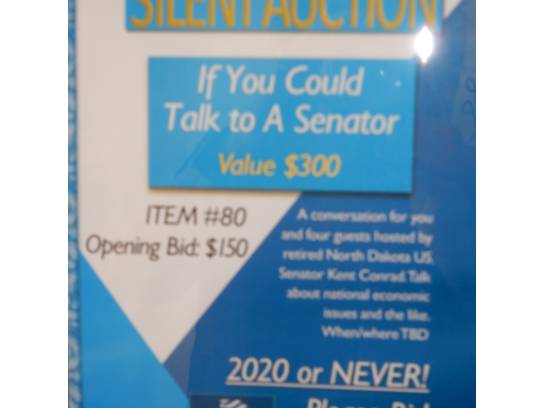 SILENT AUCTION
If You Could
Talk to A Senator
Value $300
ITEM #80
Opening Bid: $150
A conversation for you
and four guests hosted by
retired North Dakota US
Senator Kent Conrad. Talk
about national economic
issues and the like.
When/where TBD
2020 or NEVER!
Please Bid